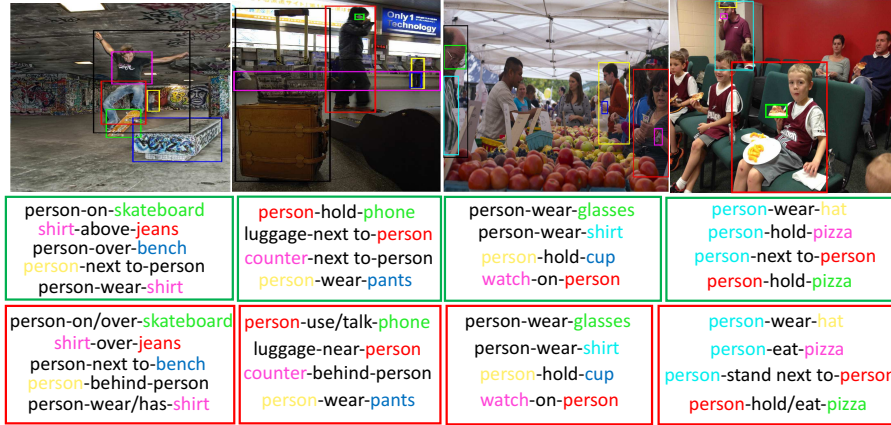 Only 1
Technology
person-on-skateboard
shirt-above-jeans
person-over-bench
person-next to-person
person-wear-shirt
person-hold-phone
luggage-next to-person
counter-next to-person
person-wear-pants
person-wear-glasses
person-wear-shirt
person-hold-cup
watch-on-person
person-wear-hat
person-hold-pizza
person-next to-person
person-hold-pizza
person-on/over-skateboard
shirt-over-jeans
person-next to-bench
person-behind-person
person-wear/has-shirt
person-use/talk-phone
luggage-near-person
counter-behind-person
person-wear-pants
person-wear-glasses
person-wear-shirt
person-hold-cup
watch-on-person
person-wear-hat
person-eat-pizza
person-stand next to-person
person-hold/eat-pizza